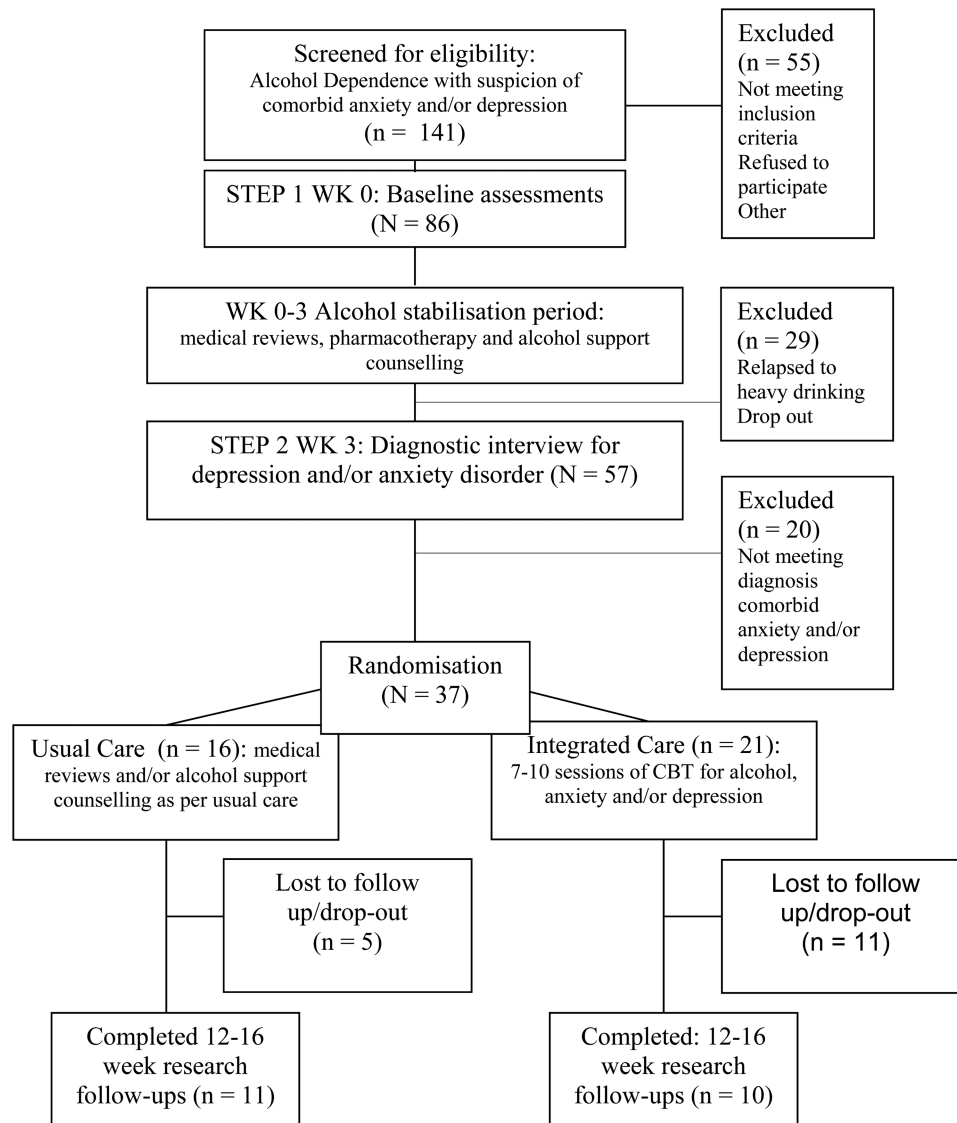 Screened for eligibility:
Alcohol Dependence with suspicion of
comorbid anxiety and/or depression
(n = 141)
Excluded
(n = 55)
Not meeting
inclusion
criteria
Refused to
participate
Other
STEP 1 WK 0: Baseline assessments
(N = 86)
WK 0-3 Alcohol stabilisation period:
medical reviews, pharmacotherapy and alcohol support
counselling
Excluded
(n = 29)
Relapsed to
heavy drinking
Drop out
STEP 2 WK 3: Diagnostic interview for
depression and/or anxiety disorder (N = 57)
Excluded
(n = 20)
Not meeting
diagnosis
comorbid
anxiety and/or
depression
Randomisation
(N = 37)
Usual Care (n = 16): medical
reviews and/or alcohol support
counselling as per usual care
Integrated Care (n = 21):
7-10 sessions of CBT for alcohol,
anxiety and/or depression
Lost to follow
up/drop-out
(n = 5)
Lost to follow
up/drop-out
(n = 11)
Completed 12-16
week research
follow-ups (n = 11)
Completed: 12-16
week research
follow-ups (n = 10)